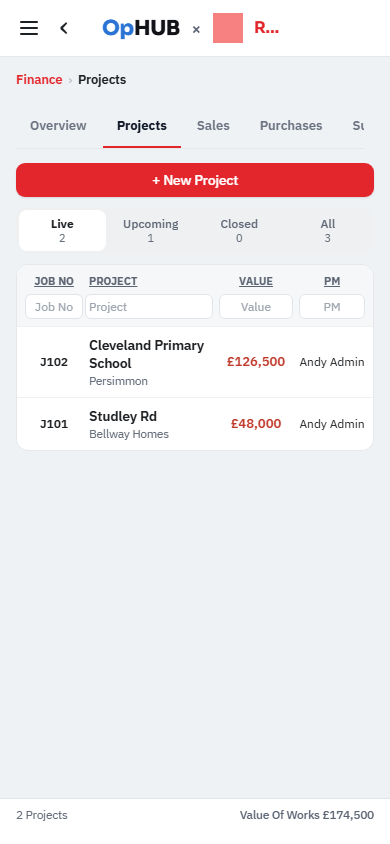 OpHUB × R...
Finance › Projects
Overview Projects Sales Purchases
+ New Project
Live Upcoming Closed All
2 1 0 3
JOB NO PROJECT VALUE PM
Job No Project Value PM
Cleveland Primary
School
J102 £126,500 Andy Admin
Persimmon
Studley Rd
J101 £48,000 Andy Admin
Bellway Homes
2 Projects Value Of Works £174,500